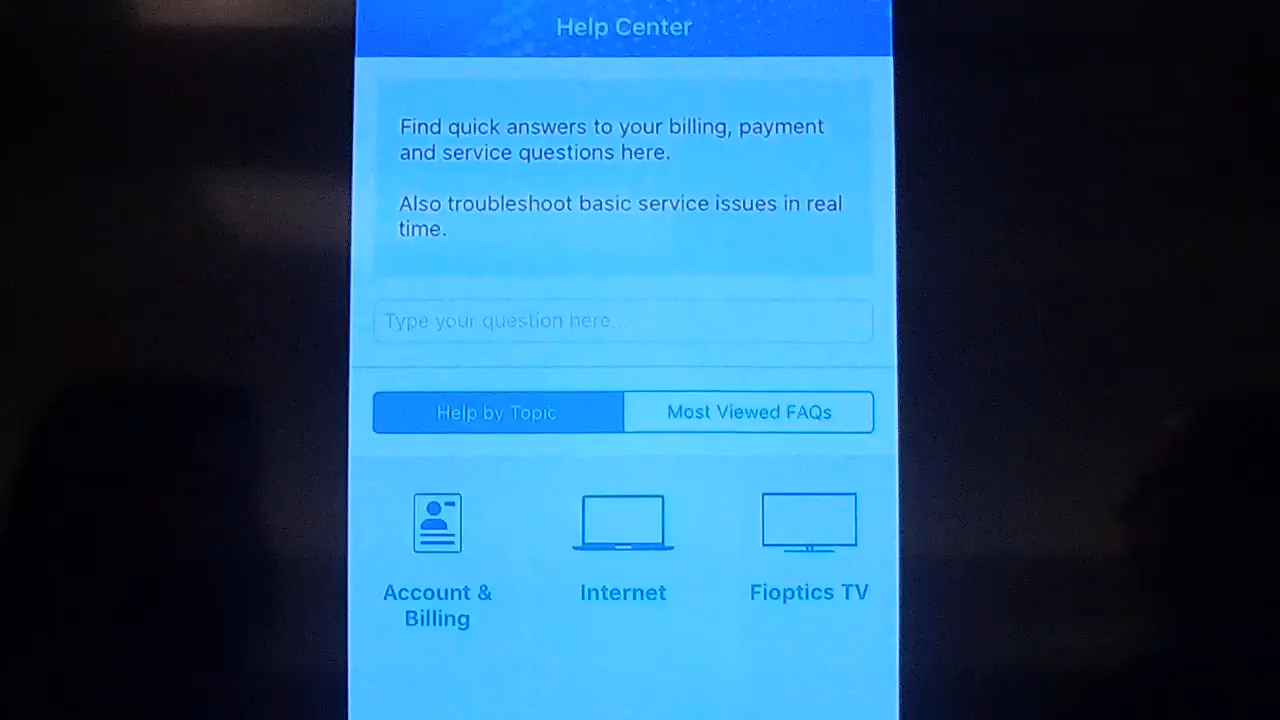 Help Center
Find quick answers to your billing, payment
and service questions here.
Also troubleshoot basic service issues in real
time.
Type your question here...
Help by Topic
Most Viewed FAQs
Account &
Billing
Internet
Fioptics TV